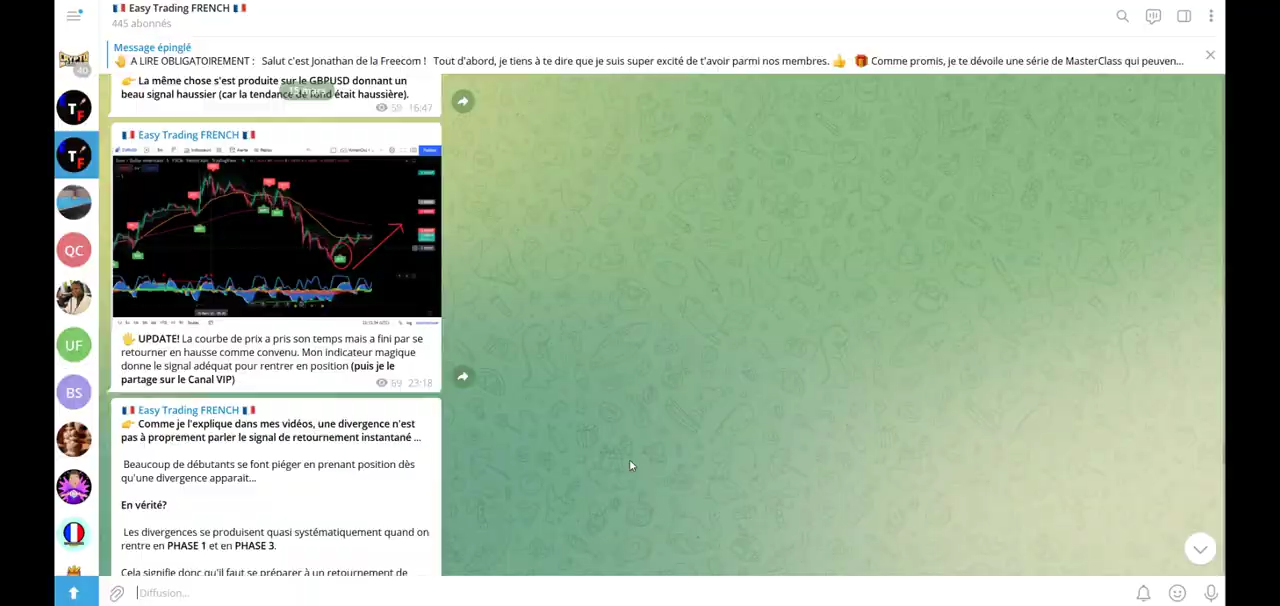 🇫🇷 Easy Trading FRENCH 🇫🇷
445 abonnés
Message épinglé
🤚 A LIRE OBLIGATOIREMENT : Salut c'est Jonathan de la Freecom ! Tout d'abord, je tiens à te dire que je suis super excité de t'avoir parmi nos membres. 👍 🎁 Comme promis, je te dévoile une série de MasterClass qui peuven...
40
👉 La même chose s'est produite sur le GBPUSD donnant un
beau signal haussier (car la tendance de fond était haussière).
59 16:47
🇫🇷 Easy Trading FRENCH 🇫🇷
🖐 UPDATE! La courbe de prix a pris son temps mais a fini par se
retourner en hausse comme convenu. Mon indicateur magique
donne le signal adéquat pour rentrer en position (puis je le
partage sur le Canal VIP)
69 23:18
🇫🇷 Easy Trading FRENCH 🇫🇷
👉 Comme je l'explique dans mes vidéos, une divergence n'est
pas à proprement parler le signal de retournement instantané ...
Beaucoup de débutants se font piéger en prenant position dès
qu'une divergence apparait...
En vérité?
Les divergences se produisent quasi systématiquement quand on
rentre en PHASE 1 et en PHASE 3.
Cela signifie donc qu'il faut se préparer à un retournement de
TF
TF
QC
UF
BS
Diffusion...